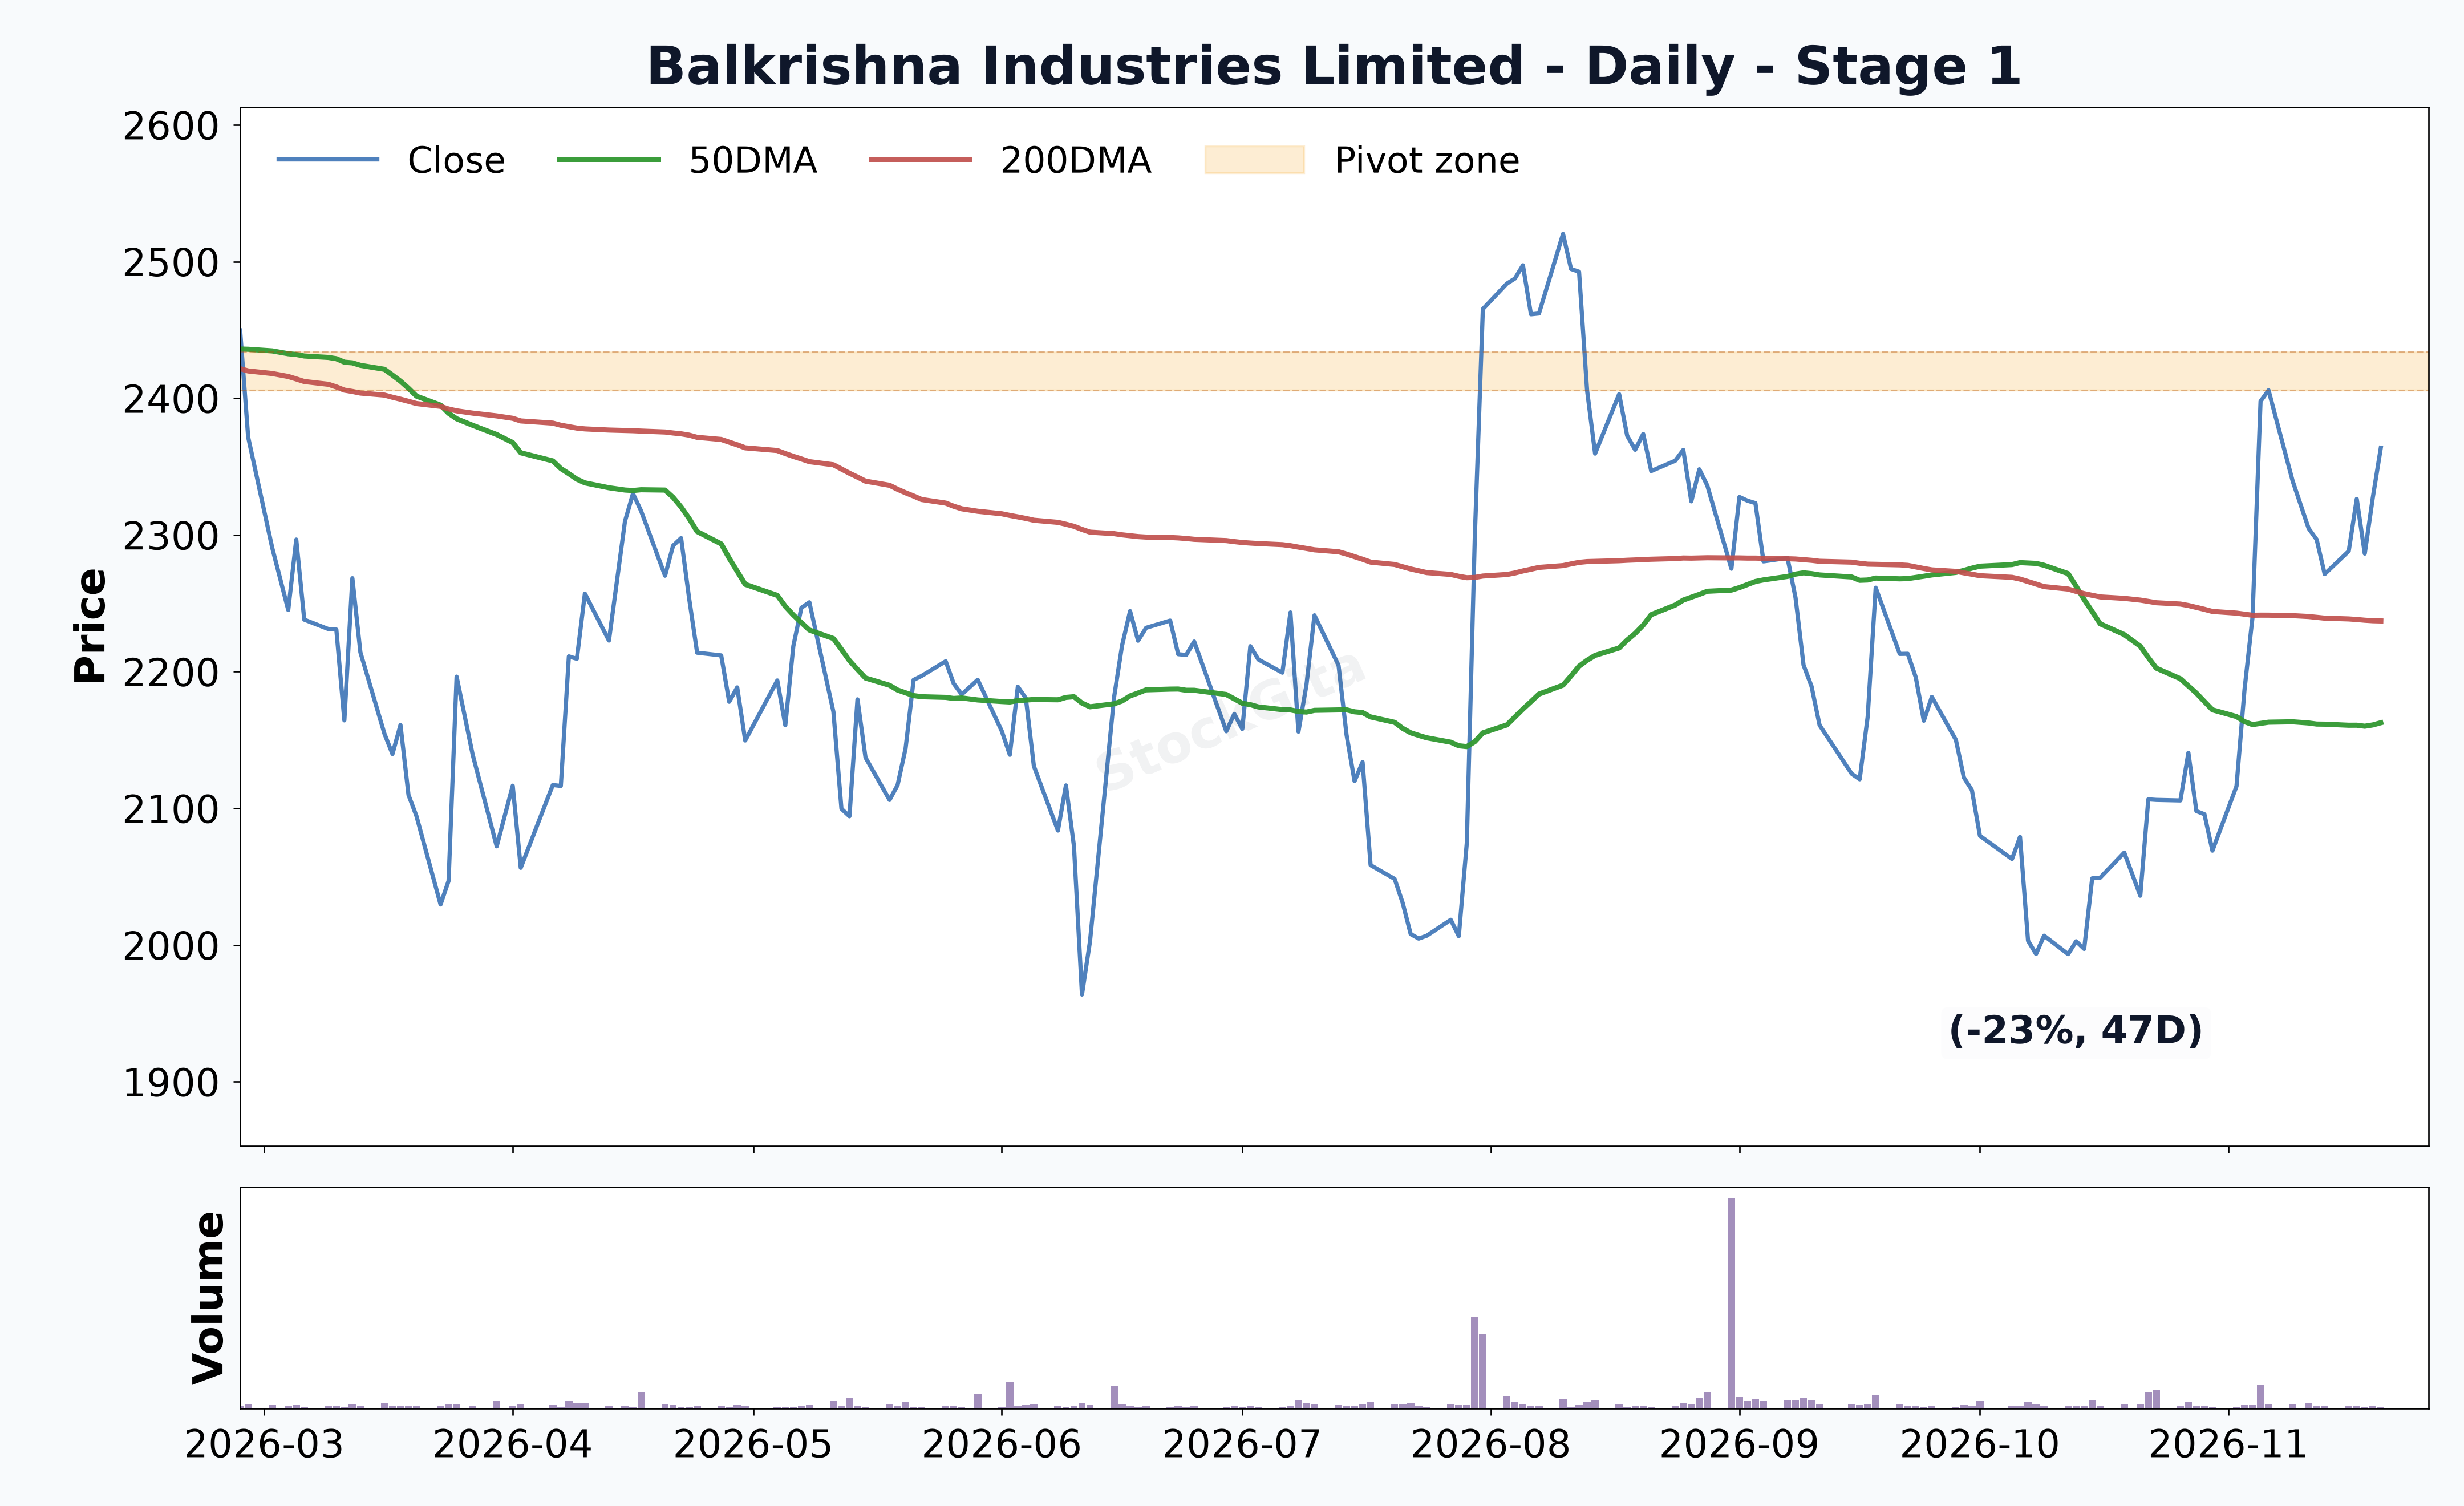 Balkrishna Industries Limited - Daily - Stage 1
Close 50DMA 200DMA Pivot zone
2600
2500
2400
2300
2200
2100
2000
1900
Price
StockGita
(-23%, 47D)
Volume
2026-03 2026-04 2026-05 2026-06 2026-07 2026-08 2026-09 2026-10 2026-11